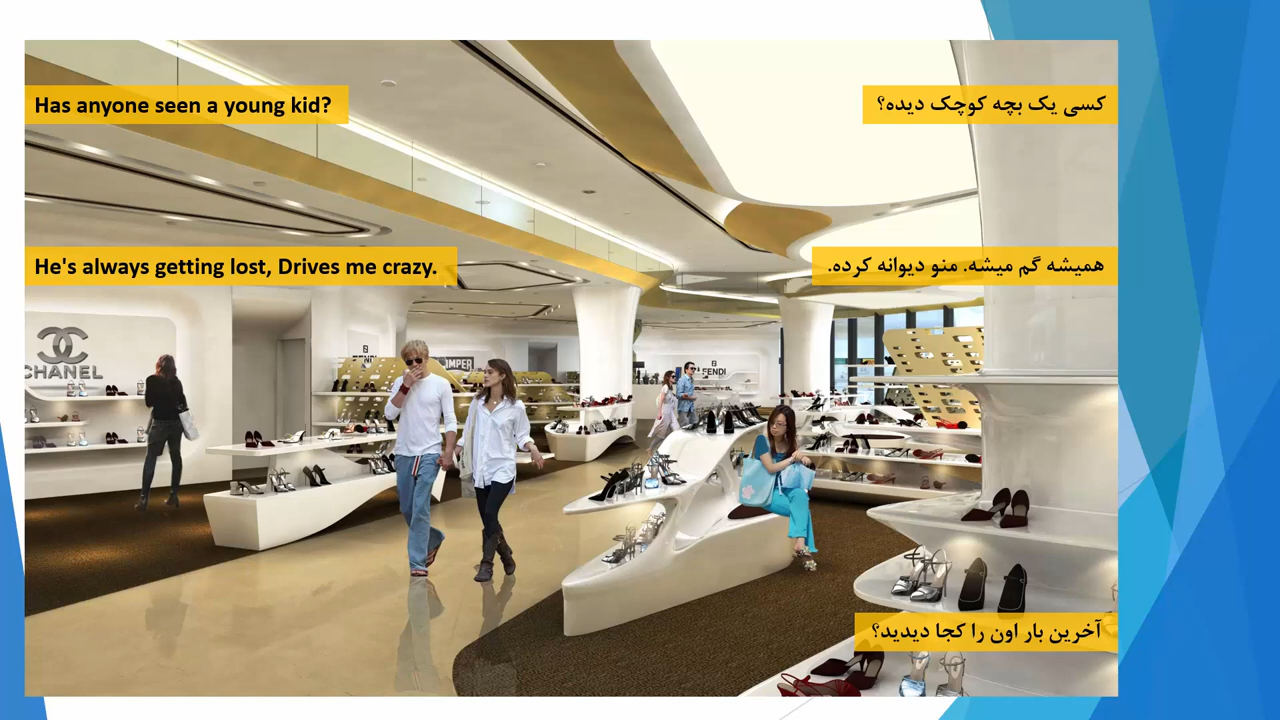 Has anyone seen a young kid?
کسی یک بچه کوچک دیده؟
He's always getting lost, Drives me crazy.
همیشه گم میشه. منو دیوانه کرده.
CHANEL
FENDI
FENDI
آخرین بار اون را کجا دیدید؟